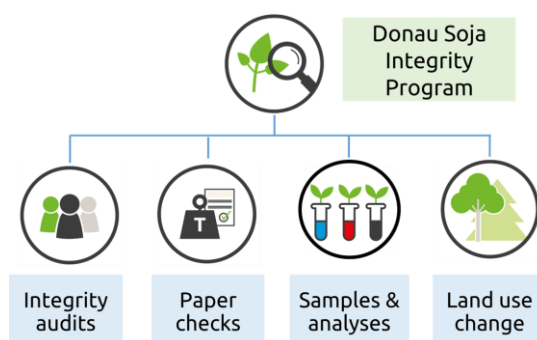 Donau Soja
Integrity
Program
T
Integrity
audits
Paper
checks
Samples &
analyses
Land use
change